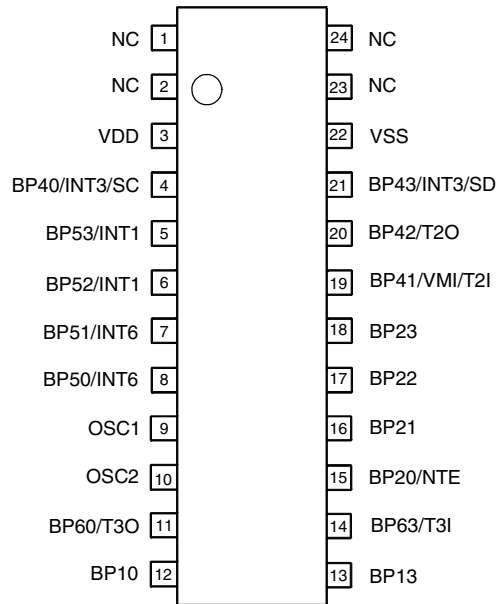 NC 1 24 NC
NC 2 23 NC
VDD 3 22 VSS
BP40/INT3/SC 4 21 BP43/INT3/SD
BP53/INT1 5 20 BP42/T2O
BP52/INT1 6 19 BP41/VMI/T2I
BP51/INT6 7 18 BP23
BP50/INT6 8 17 BP22
OSC1 9 16 BP21
OSC2 10 15 BP20/NTE
BP60/T3O 11 14 BP63/T3I
BP10 12 13 BP13